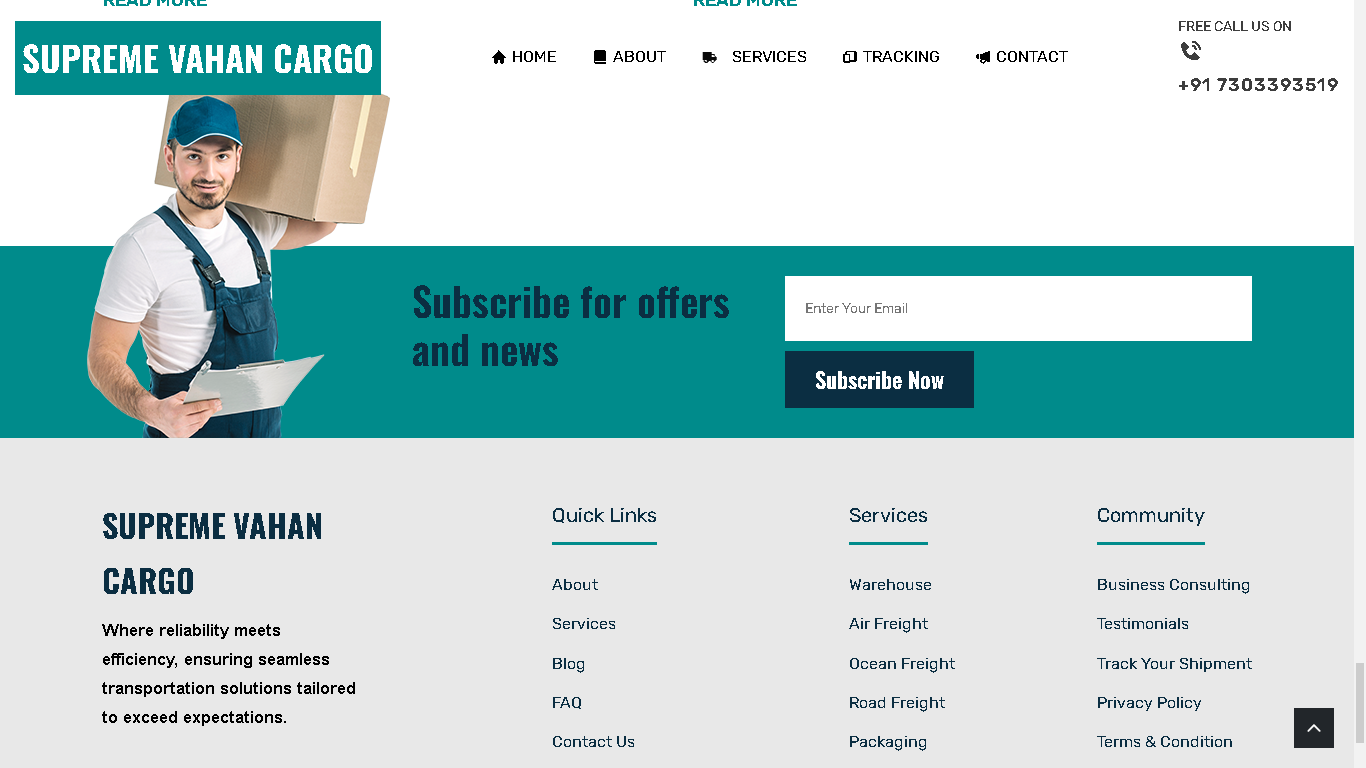 READ MORE
READ MORE
SUPREME VAHAN CARGO
HOME
ABOUT
SERVICES
TRACKING
CONTACT
FREE CALL US ON
+91 7303393519
Subscribe for offers
and news
Enter Your Email
Subscribe Now
SUPREME VAHAN
CARGO
Where reliability meets
efficiency, ensuring seamless
transportation solutions tailored
to exceed expectations.
Quick Links
About
Services
Blog
FAQ
Contact Us
Services
Warehouse
Air Freight
Ocean Freight
Road Freight
Packaging
Community
Business Consulting
Testimonials
Track Your Shipment
Privacy Policy
Terms & Condition